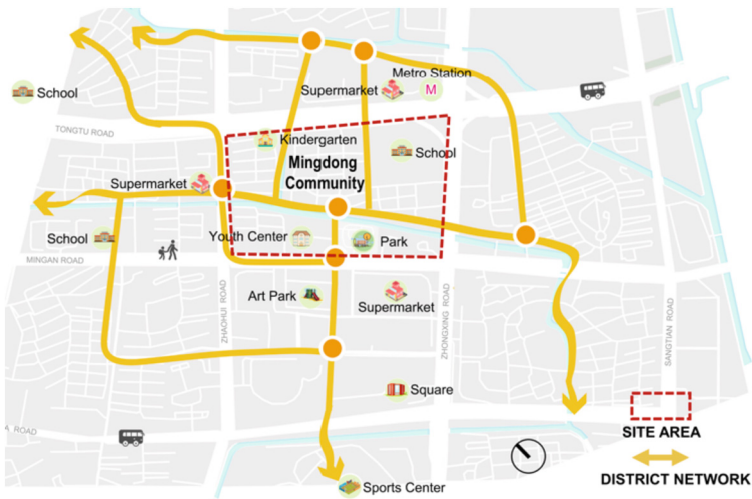 Metro Station
Supermarket
M
School
TONGTU ROAD
Kindergarten
School
Mingdong
Community
Supermarket
School
Youth Center
Park
MINGAN ROAD
Art Park
Supermarket
ZHAOHUI ROAD
ZHONGXING ROAD
SANGTIAN ROAD
Square
A ROAD
SITE AREA
DISTRICT NETWORK
Sports Center